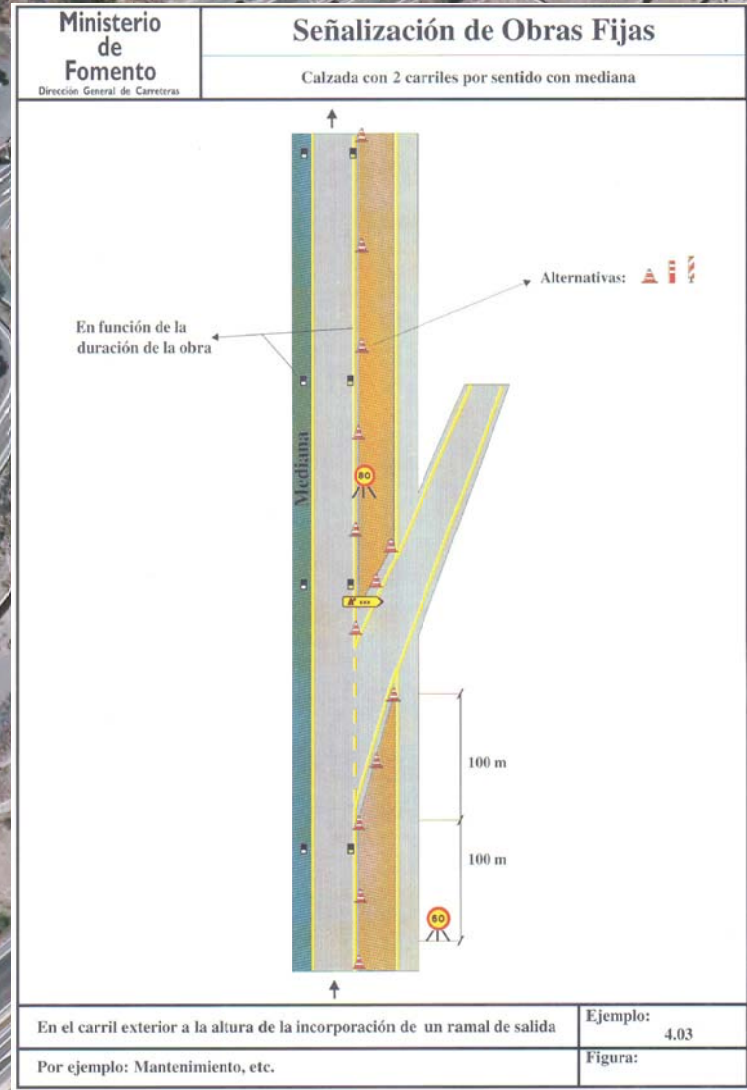 Ministerio
de
Fomento
Dirección General de Carreteras
Señalización de Obras Fijas
Calzada con 2 carriles por sentido con mediana
Alternativas:
En función de la
duración de la obra
Mediana
80
100 m
100 m
60
En el carril exterior a la altura de la incorporación de un ramal de salida
Ejemplo:
4.03
Por ejemplo: Mantenimiento, etc.
Figura: